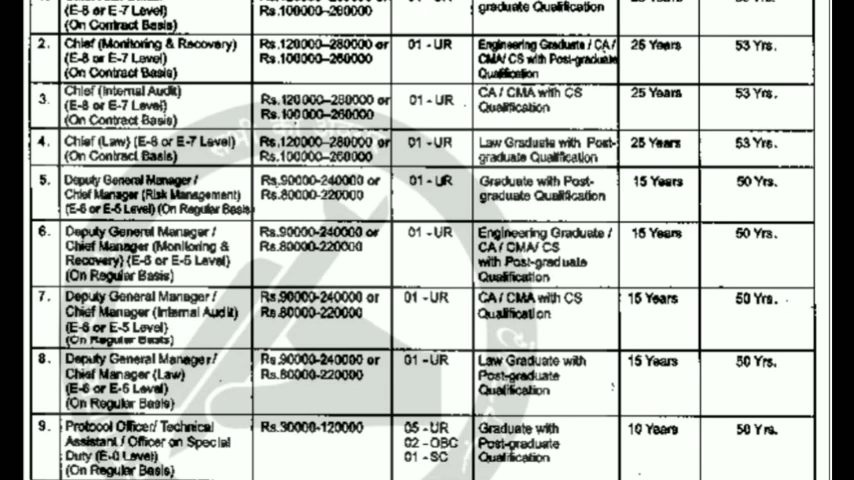 (E-8 or E-7 Level)
(On Contract Basis)
Rs.100000-260000
graduate Qualification
2. Chief (Monitoring & Recovery) (E-8 or E-7 Level) (On Contract Basis)
Rs.120000-280000 or Rs.100000-260000
01 - UR
Engineering Graduate / CA / CMA/ CS with Post-graduate Qualification
25 Years
53 Yrs.
3. Chief (Internal Audit) (E-8 or E-7 Level) (On Contract Basis)
Rs.120000-280000 or Rs.100000-260000
01 - UR
CA / CMA with CS Qualification
25 Years
53 Yrs.
4. Chief (Law) (E-8 or E-7 Level) (On Contract Basis)
Rs.120000-280000 or Rs.100000-260000
01 - UR
Law Graduate with Post-graduate Qualification
25 Years
53 Yrs.
5. Deputy General Manager / Chief Manager (Risk Management) (E-6 or E-5 Level) (On Regular Basis
Rs.90000-240000 or Rs.80000-220000
01 - UR
Graduate with Post-graduate Qualification
15 Years
50 Yrs.
6. Deputy General Manager / Chief Manager (Monitoring & Recovery) (E-6 or E-5 Level) (On Regular Basis)
Rs.90000-240000 or Rs.80000-220000
01 - UR
Engineering Graduate / CA / CMA/ CS with Post-graduate Qualification
15 Years
50 Yrs.
7. Deputy General Manager / Chief Manager (Internal Audit) (E-6 or E-5 Level) (On Regular Basis)
Rs.90000-240000 or Rs.80000-220000
01 - UR
CA / CMA with CS Qualification
15 Years
50 Yrs.
8. Deputy General Manager / Chief Manager (Law) (E-6 or E-5 Level) (On Regular Basis)
Rs.90000-240000 or Rs.80000-220000
01 - UR
Law Graduate with Post-graduate Qualification
15 Years
50 Yrs.
9. Protocol Officer/ Technical Assistant / Officer on Special Duty (E-0 Level) (On Regular Basis)
Rs.30000-120000
05 - UR
02 - OBC
01 - SC
Graduate with Post-graduate Qualification
10 Years
50 Yrs.